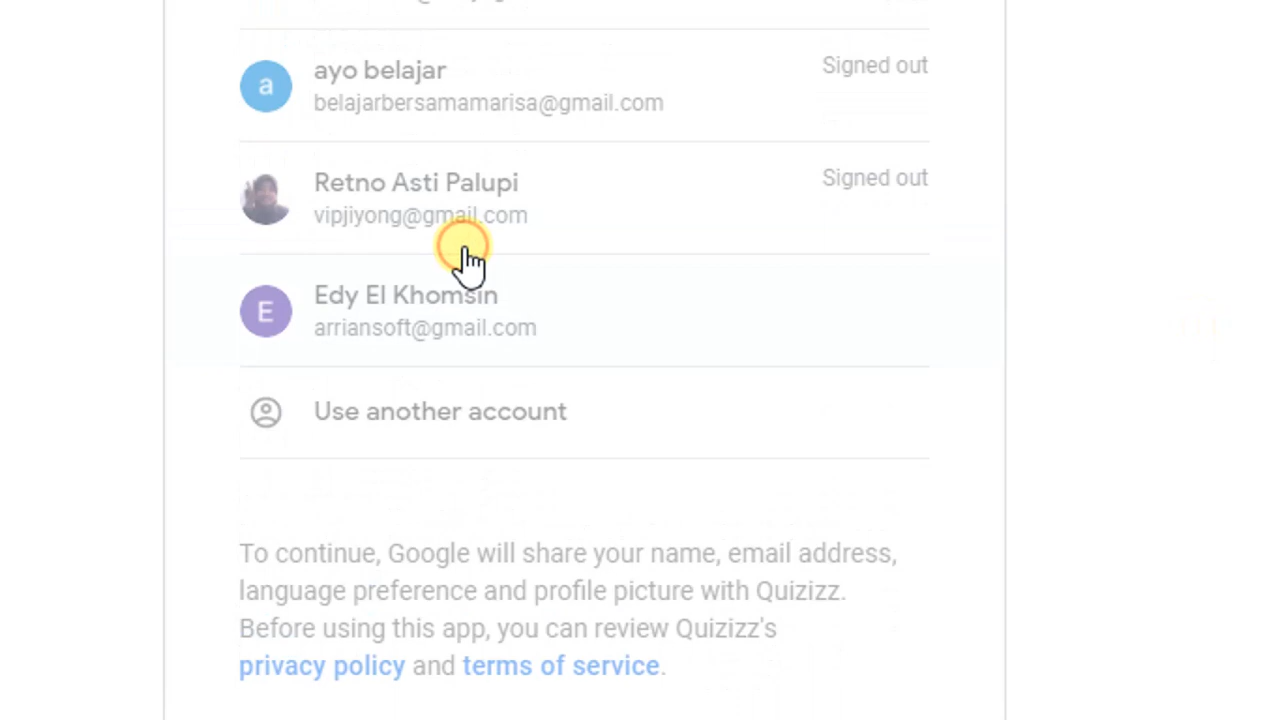 ayo belajar
Signed out
belajarbersamamarisa@gmail.com
Retno Asti Palupi
Signed out
vipjiyong@gmail.com
Edy El Khomsin
arriansoft@gmail.com
Use another account
To continue, Google will share your name, email address,
language preference and profile picture with Quizizz.
Before using this app, you can review Quizizz's
privacy policy and terms of service.